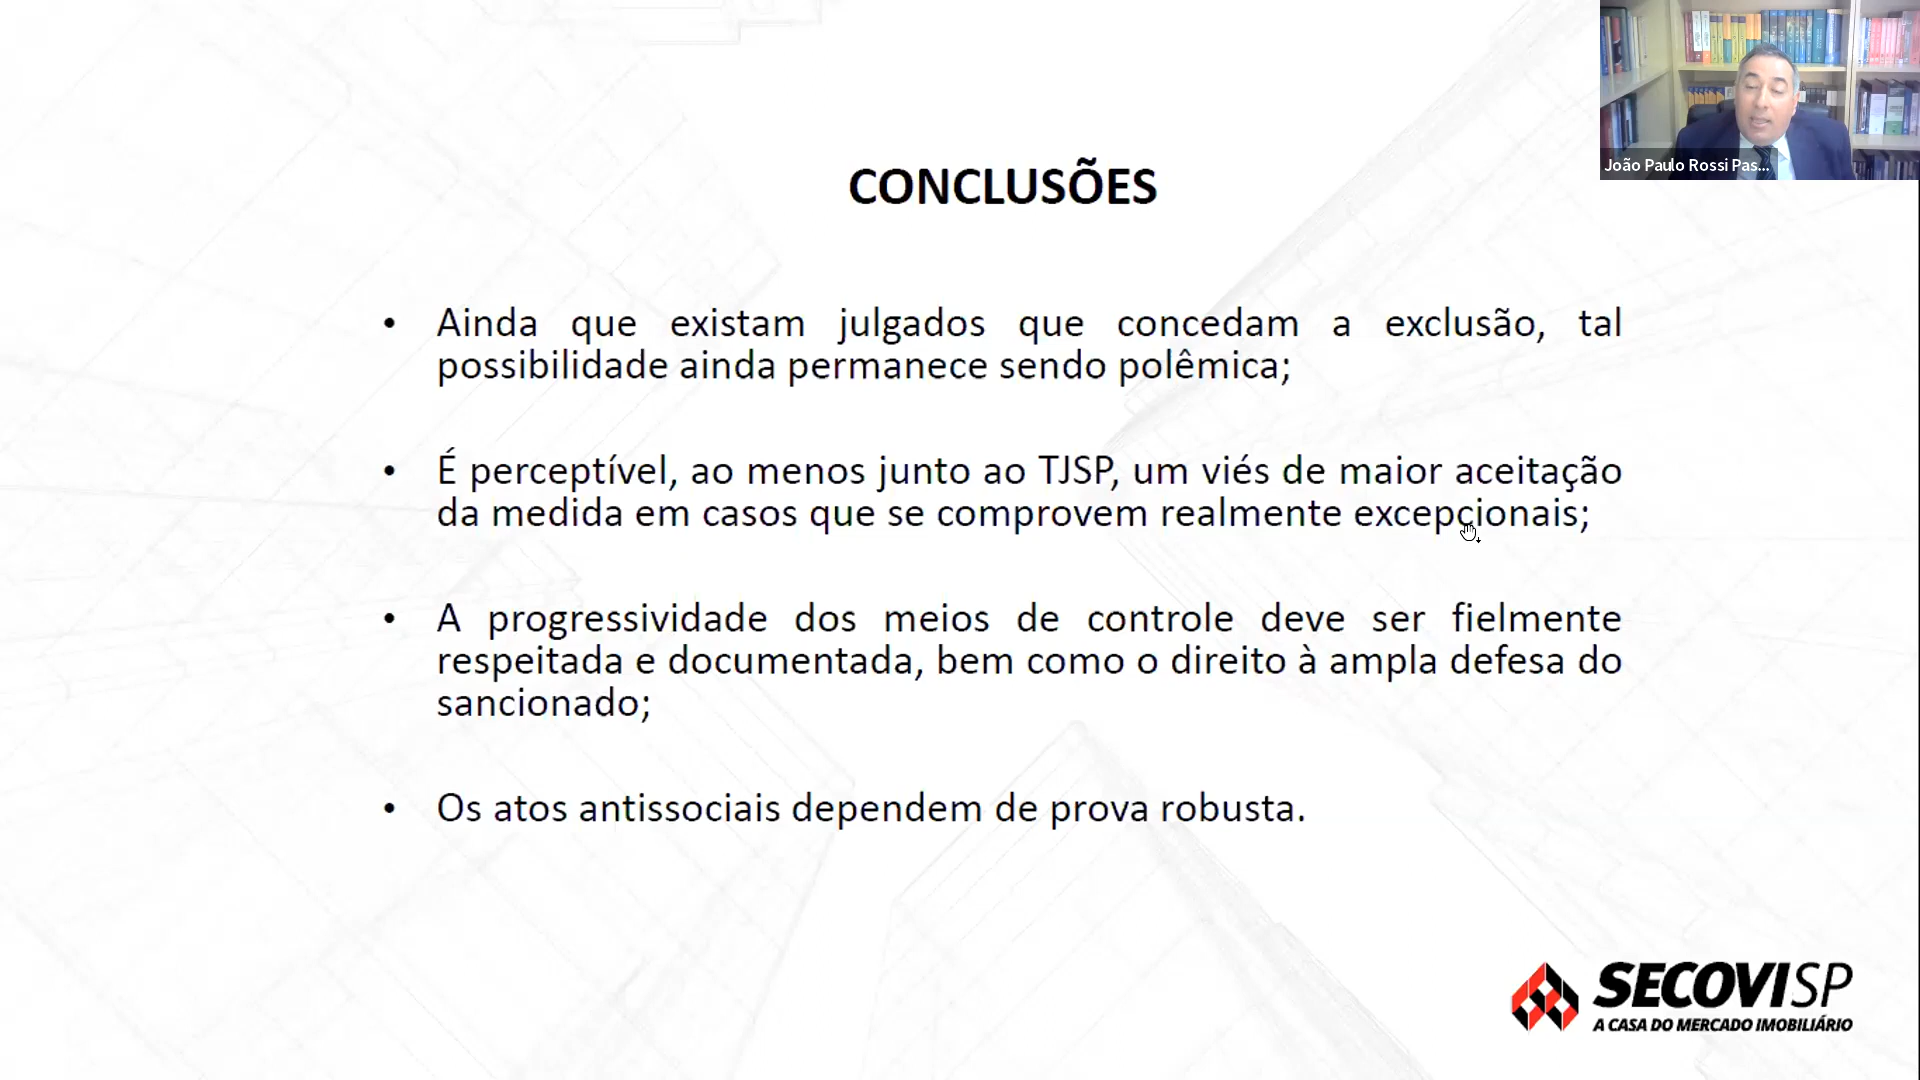 João Paulo Rossi Pas...
CONCLUSÕES
• Ainda que existam julgados que concedam a exclusão, tal
possibilidade ainda permanece sendo polêmica;
• É perceptível, ao menos junto ao TJSP, um viés de maior aceitação
da medida em casos que se comprovem realmente excepcionais;
• A progressividade dos meios de controle deve ser fielmente
respeitada e documentada, bem como o direito à ampla defesa do
sancionado;
• Os atos antissociais dependem de prova robusta.
SECOVISP
A CASA DO MERCADO IMOBILIÁRIO